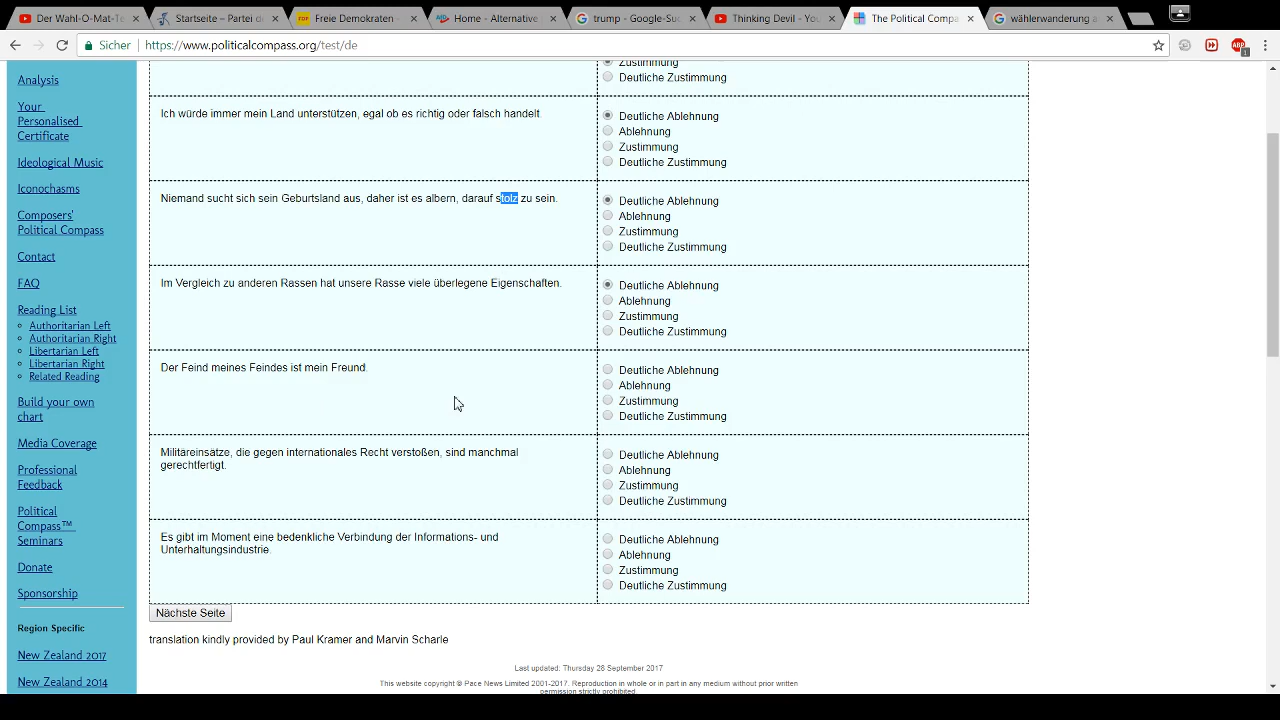 Der Wahl-O-Mat-Te
Startseite – Partei d
Freie Demokraten –
Home - Alternative
trump - Google-Su
Thinking Devil - Yo
The Political Compa
wählerwanderung a
Sicher https://www.politicalcompass.org/test/de
Analysis
Your
Personalised
Certificate
Ideological Music
Iconochasms
Composers'
Political Compass
Contact
FAQ
Reading List
Authoritarian Left
Authoritarian Right
Libertarian Left
Libertarian Right
Related Reading
Build your own
chart
Media Coverage
Professional
Feedback
Political
Compass™
Seminars
Donate
Sponsorship
Region Specific
New Zealand 2017
New Zealand 2014
Zustimmung
Deutliche Zustimmung
Ich würde immer mein Land unterstützen, egal ob es richtig oder falsch handelt.
Deutliche Ablehnung
Ablehnung
Zustimmung
Deutliche Zustimmung
Niemand sucht sich sein Geburtsland aus, daher ist es albern, darauf stolz zu sein.
Deutliche Ablehnung
Ablehnung
Zustimmung
Deutliche Zustimmung
Im Vergleich zu anderen Rassen hat unsere Rasse viele überlegene Eigenschaften.
Deutliche Ablehnung
Ablehnung
Zustimmung
Deutliche Zustimmung
Der Feind meines Feindes ist mein Freund.
Deutliche Ablehnung
Ablehnung
Zustimmung
Deutliche Zustimmung
Militäreinsätze, die gegen internationales Recht verstoßen, sind manchmal
gerechtfertigt.
Deutliche Ablehnung
Ablehnung
Zustimmung
Deutliche Zustimmung
Es gibt im Moment eine bedenkliche Verbindung der Informations- und
Unterhaltungsindustrie.
Deutliche Ablehnung
Ablehnung
Zustimmung
Deutliche Zustimmung
Nächste Seite
translation kindly provided by Paul Kramer and Marvin Scharle
Last updated: Thursday 28 September 2017
This website copyright © Pace News Limited 2001-2017. Reproduction in whole or in part in any medium without prior written
permission strictly prohibited.